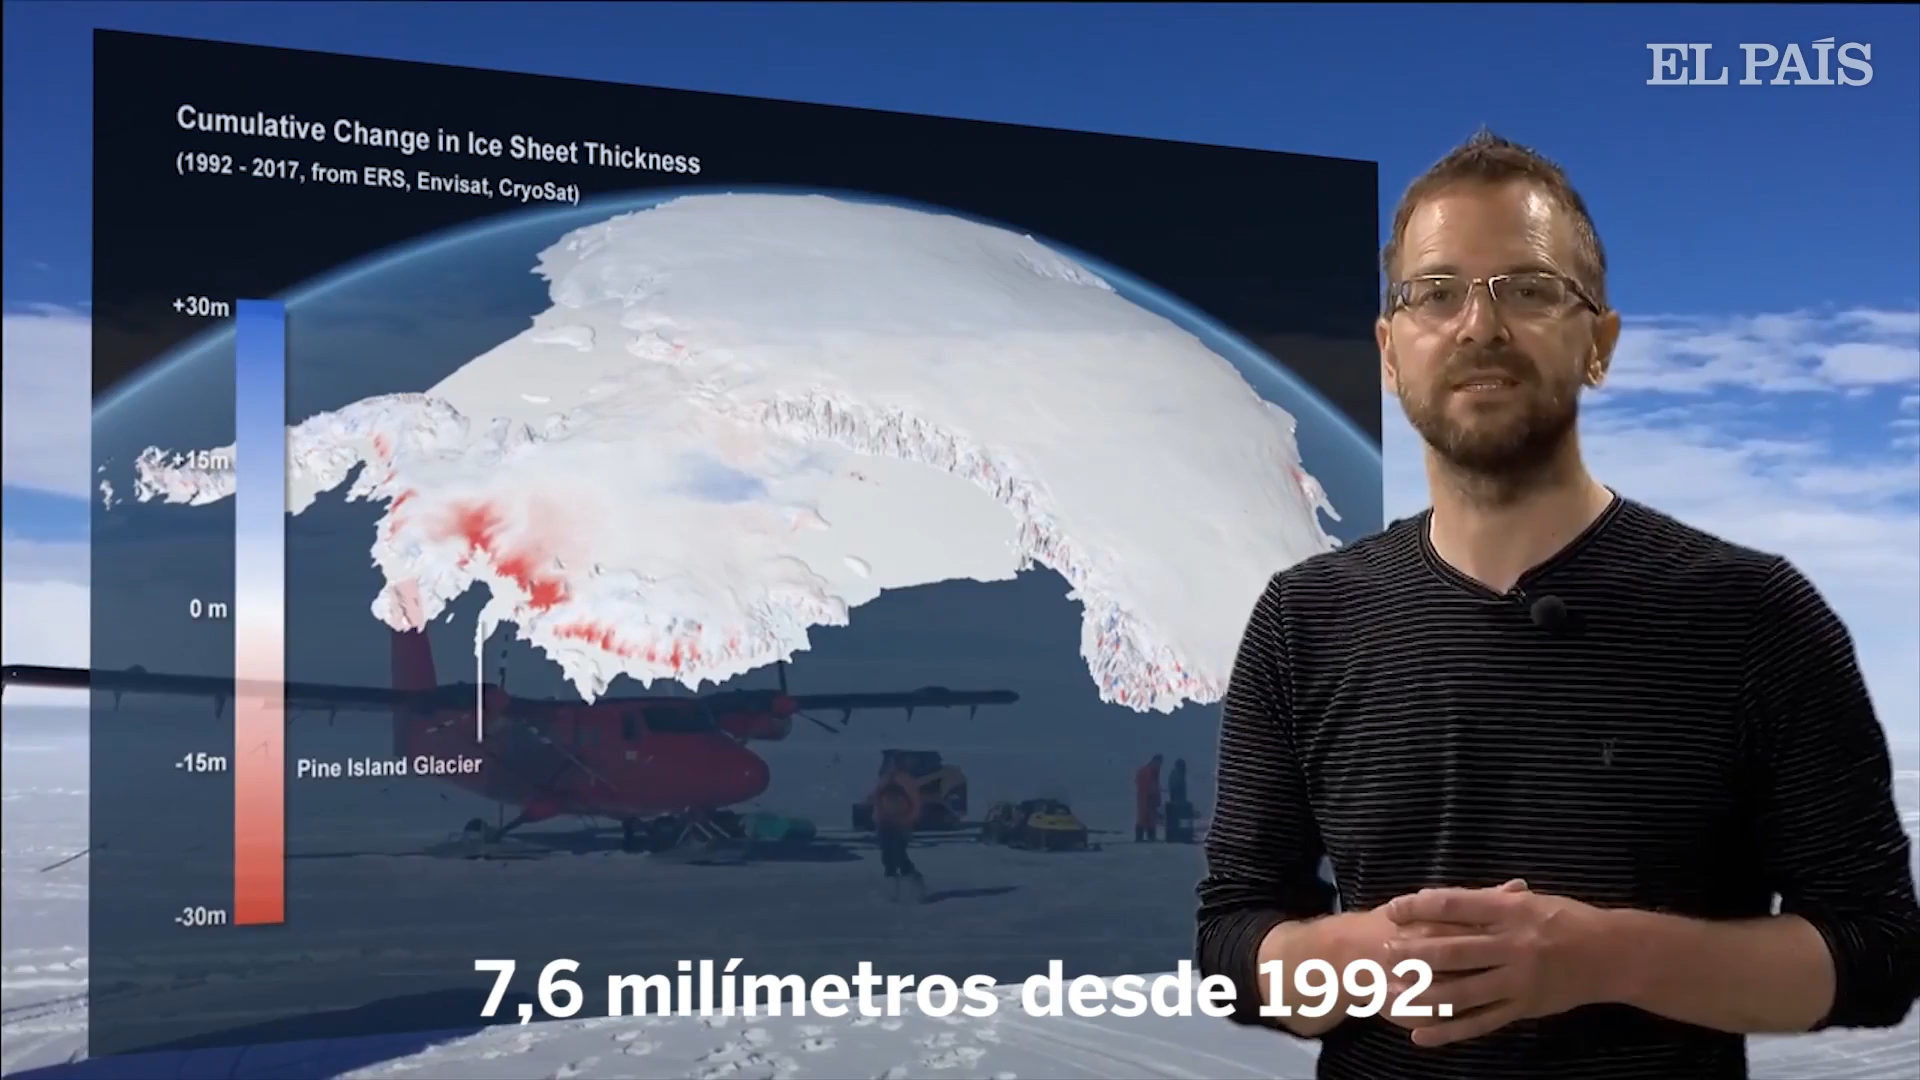 EL PAÍS
Cumulative Change in Ice Sheet Thickness
(1992 - 2017, from ERS, Envisat, CryoSat)
+30m
+15m
0 m
-15m
-30m
Pine Island Glacier
7,6 milímetros desde 1992.